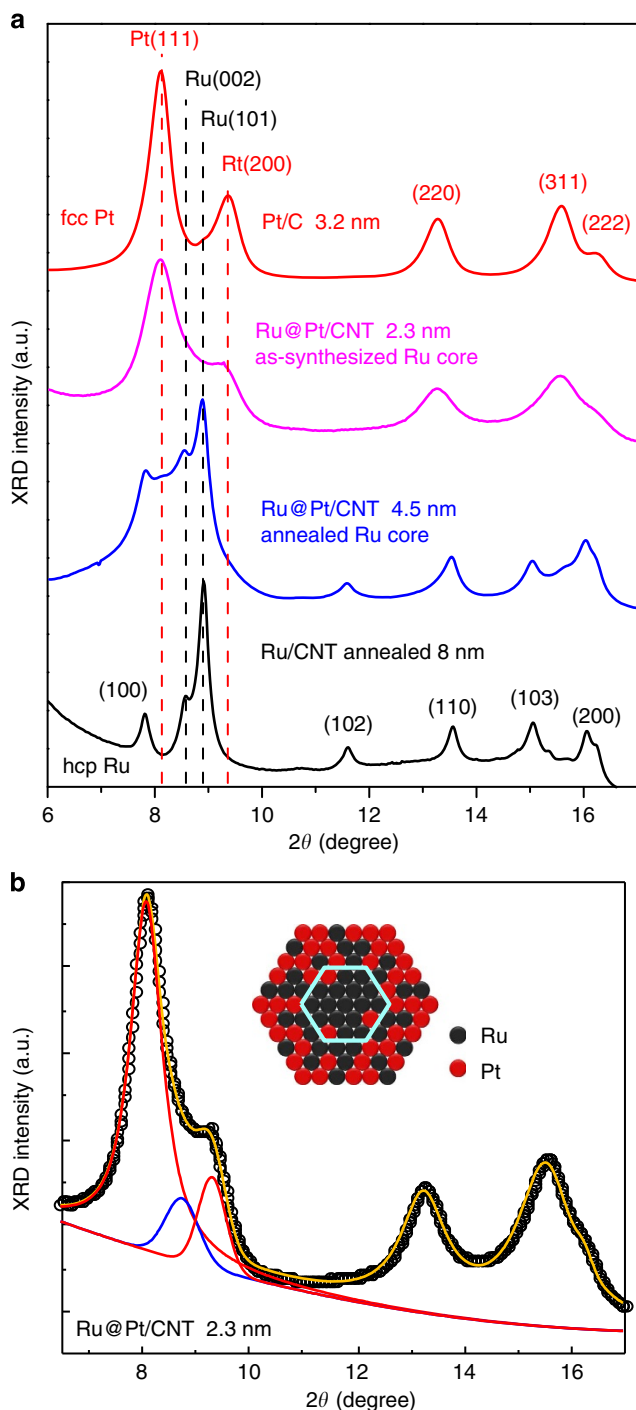 a
Pt(111)
Ru(002)
Ru(101)
Rt(200)
(220)
(311)
(222)
fcc Pt
Pt/C 3.2 nm
Ru@Pt/CNT 2.3 nm
as-synthesized Ru core
Ru@Pt/CNT 4.5 nm
annealed Ru core
Ru/CNT annealed 8 nm
(100)
(102)
(110)
(103)
(200)
hcp Ru
XRD intensity (a.u.)
6 8 10 12 14 16
2θ (degree)
b
Ru
Pt
XRD intensity (a.u.)
Ru@Pt/CNT 2.3 nm
8 10 12 14 16
2θ (degree)